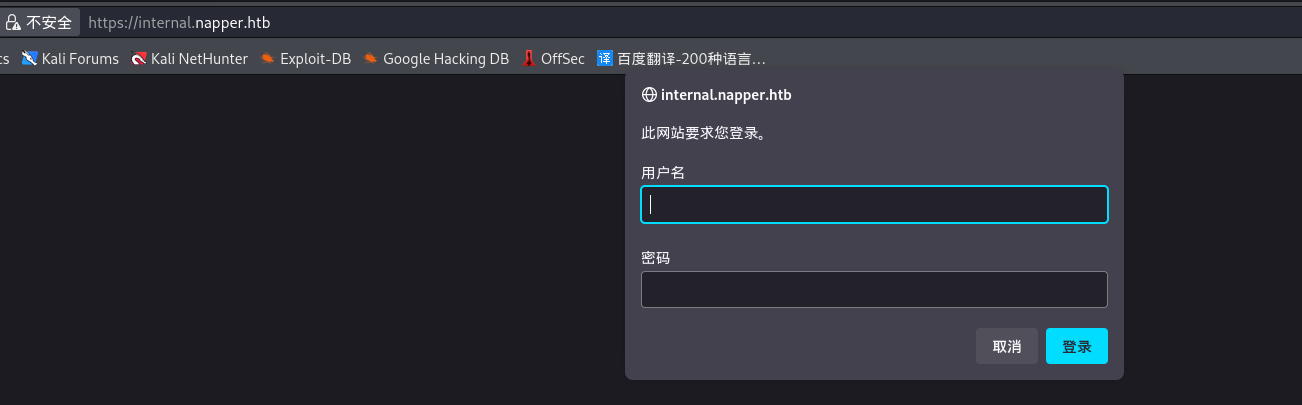 不安全 https://internal.napper.htb
cs Kali Forums Kali NetHunter Exploit-DB Google Hacking DB OffSec 译 百度翻译-200种语言…
internal.napper.htb
此网站要求您登录。
用户名
密码
取消 登录